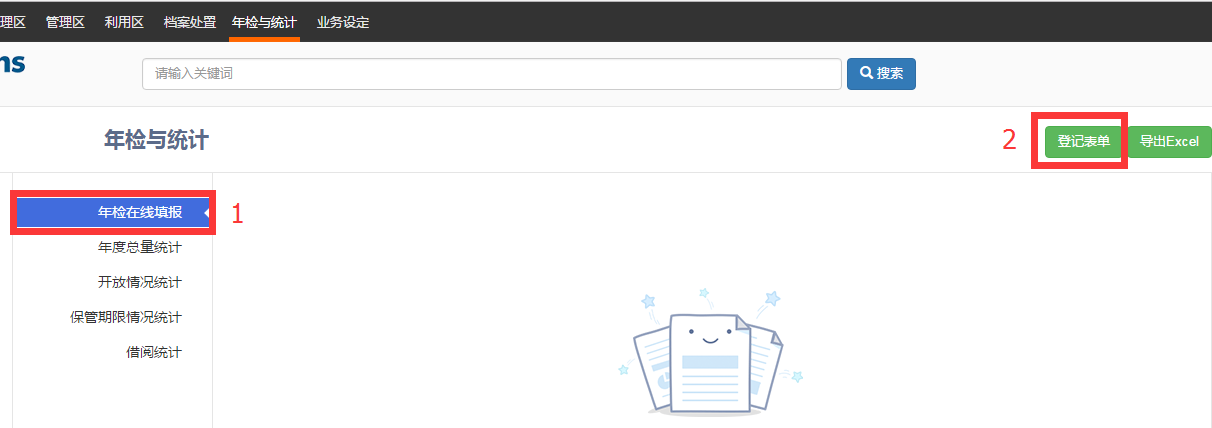 理区 管理区 利用区 档案处置 年检与统计 业务设定
ns
请输入关键词 搜索
年检与统计 2 登记表单 导出Excel
年检在线填报 1
年度总量统计
开放情况统计
保管期限情况统计
借阅统计